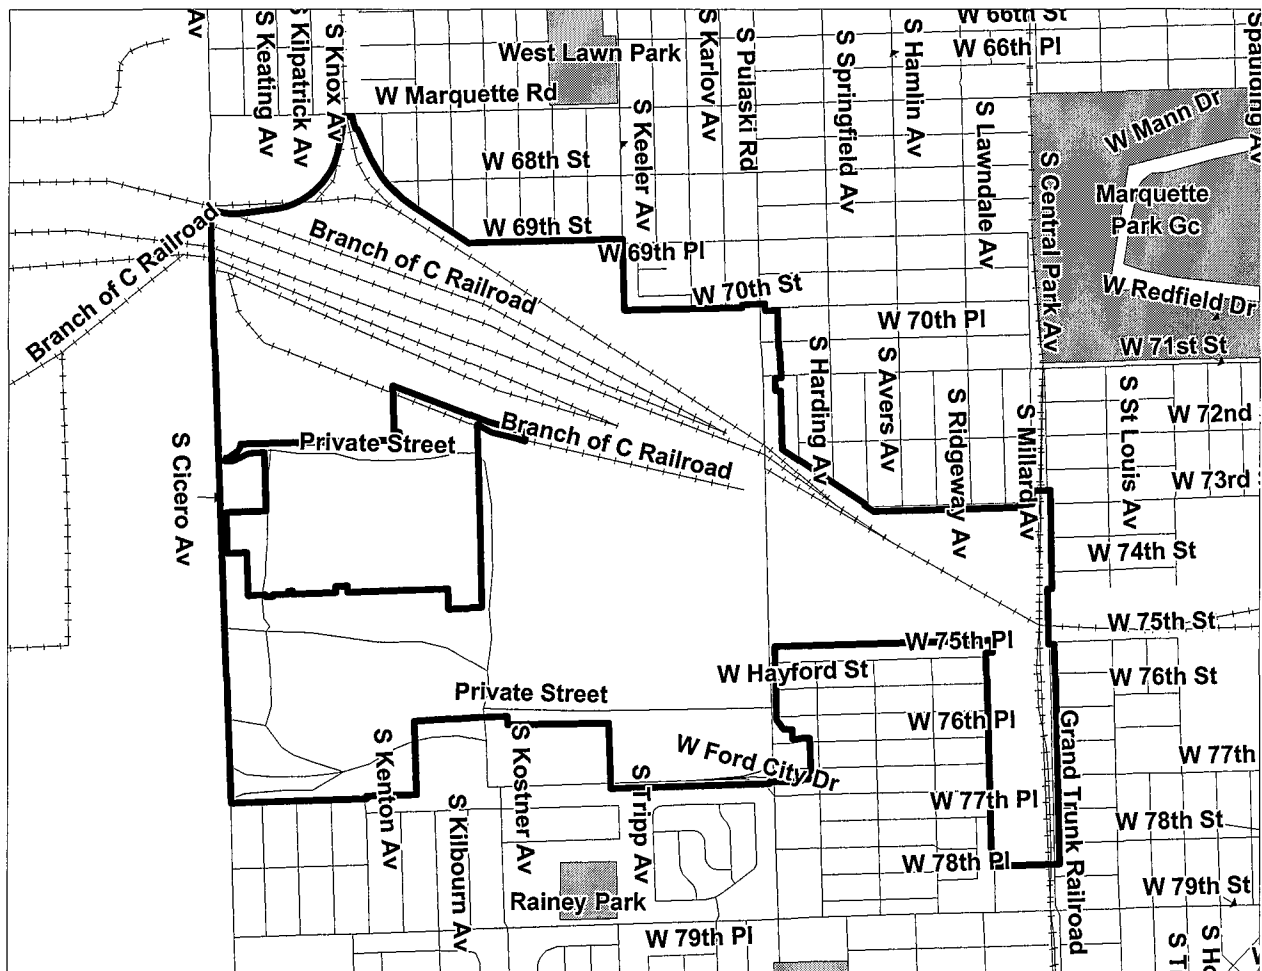 Av
S Keating Av
S Kilpatrick Av
S Knox Av
West Lawn Park
W Marquette Rd
S Karlov Av
S Pulaski Rd
S Springfield Av
S Hamlin Av
W 66th St
W 66th Pl
S Lawndale Av
Spaulding Av
W Mann Dr
S Keeler Av
W 68th St
S Central Park Av
Marquette
Park Gc
W 69th St
W 69th Pl
Branch of C Railroad
Branch of C Railroad
W 70th St
W Redfield Dr
W 70th Pl
W 71st St
S Harding Av
S Avers Av
S Ridgeway Av
S Millard Av
S St Louis Av
W 72nd
Branch of C Railroad
Private Street
S Cicero Av
W 73rd
W 74th St
W 75th St
W 75th Pl
W Hayford St
W 76th St
Private Street
W 76th Pl
Grand Trunk Railroad
W Ford City Dr
W 77th
S Kenton Av
S Kilbourn Av
S Kostner Av
S Tripp Av
W 77th Pl
W 78th St
W 78th Pl
W 79th St
Rainey Park
W 79th Pl